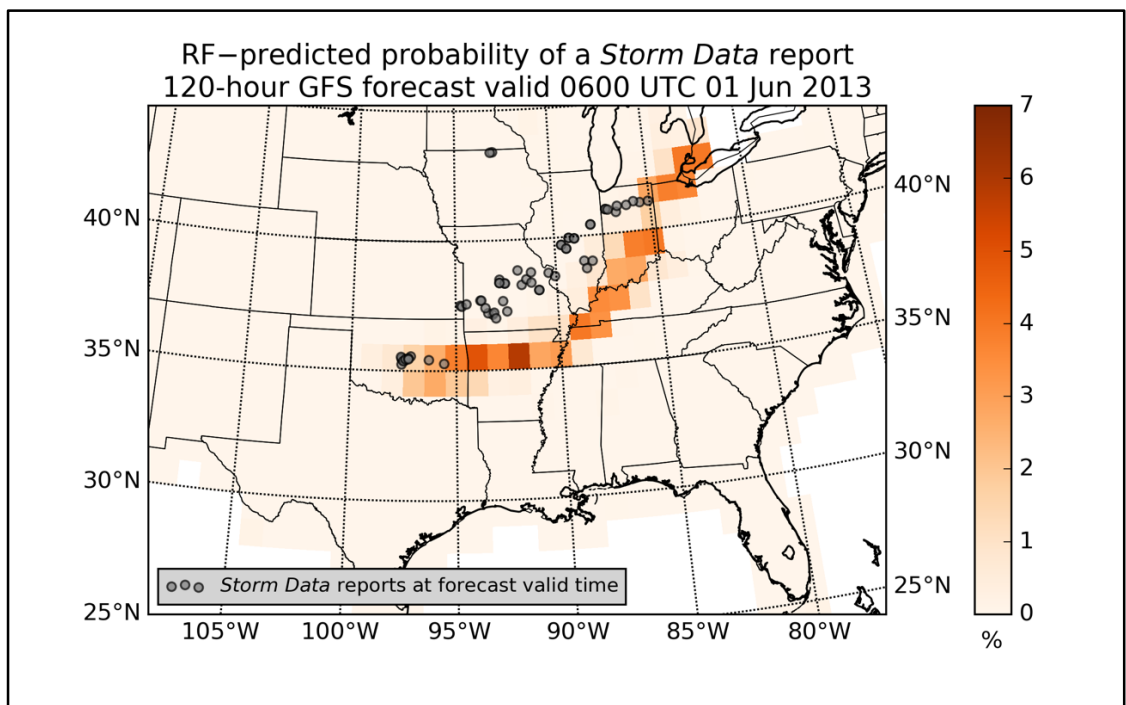 RF−predicted probability of a Storm Data report
120-hour GFS forecast valid 0600 UTC 01 Jun 2013
40°N
35°N
30°N
25°N
40°N
35°N
30°N
25°N
105°W
100°W
95°W
90°W
85°W
80°W
Storm Data reports at forecast valid time
7
6
5
4
3
2
1
0
%